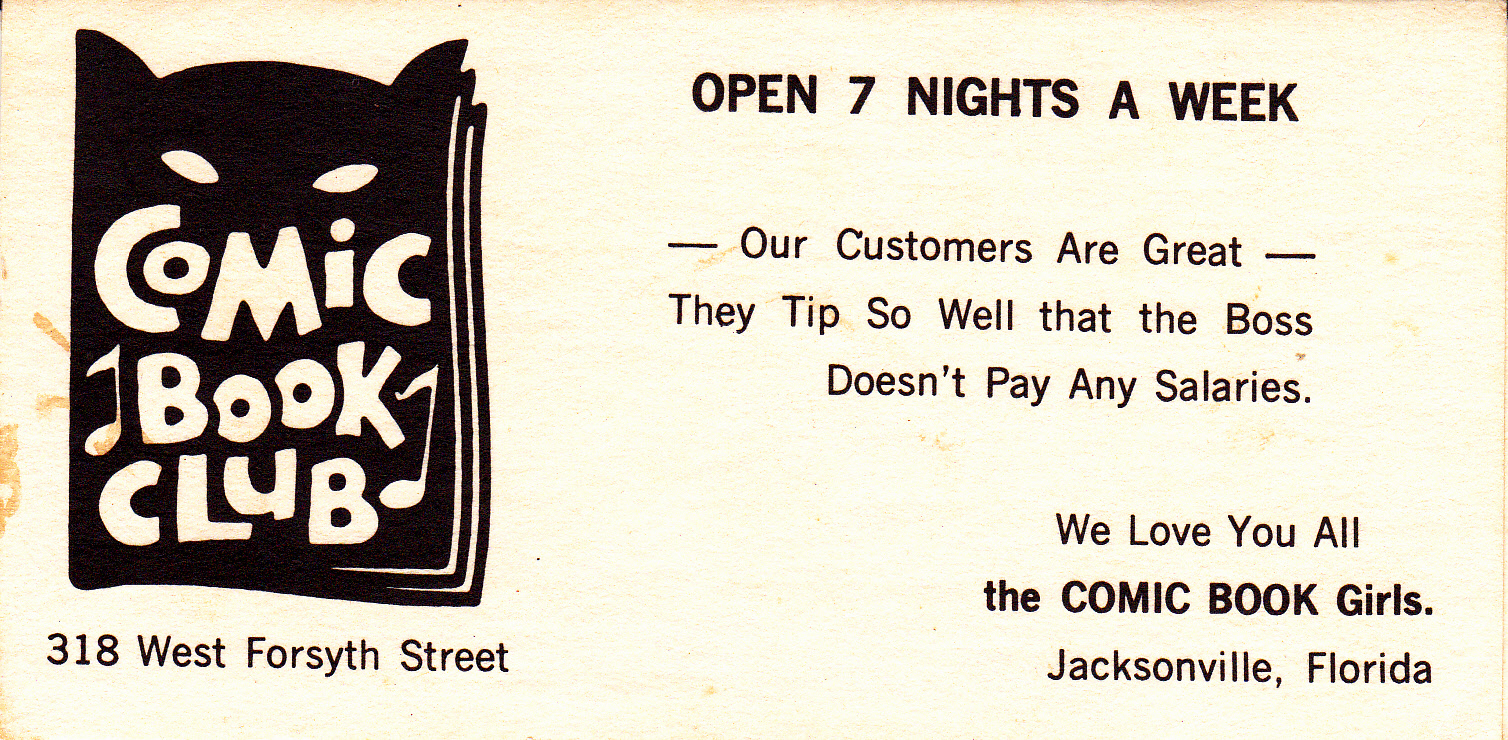 COMiC
BOOK
CLuB
318 West Forsyth Street
OPEN 7 NIGHTS A WEEK
— Our Customers Are Great —
They Tip So Well that the Boss
Doesn't Pay Any Salaries.
We Love You All
the COMIC BOOK Girls.
Jacksonville, Florida